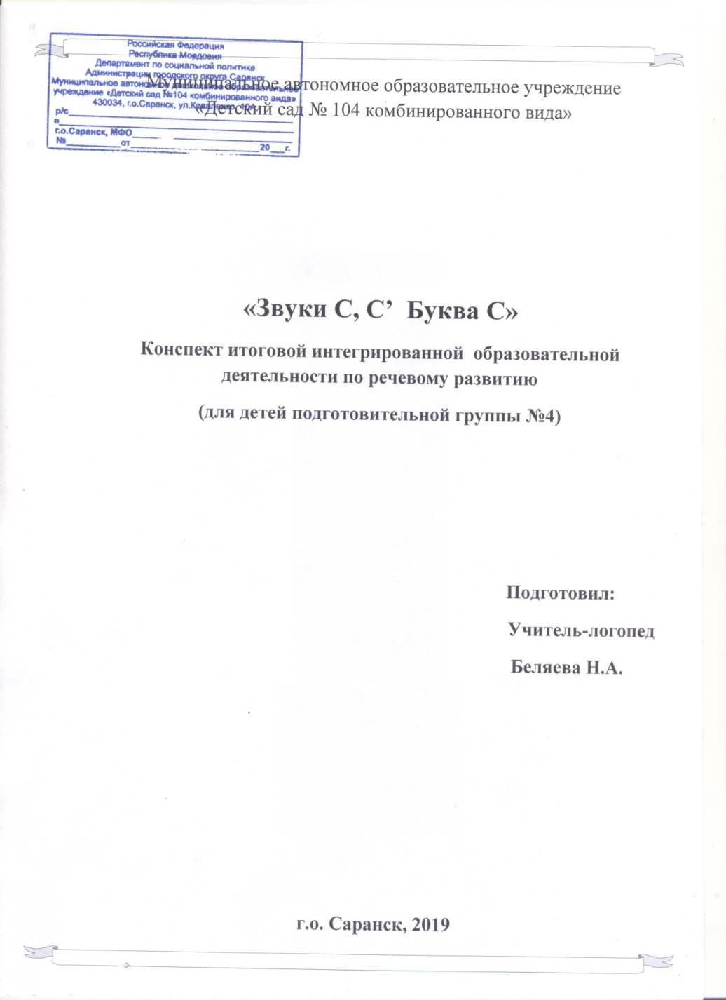 Российская Федерация
Республика Мордовия
Департамент по социальной политике
Администрации городского округа Саранск
Муниципальное автономное дошкольное образовательное
учреждение «Детский сад №104 комбинированного вида»
430034, г.о.Саранск, ул.Коваленко,
р/с
в
г.о.Саранск, МФО
№ от 20 г.
Муниципальное автономное образовательное учреждение
«Детский сад № 104 комбинированного вида»
«Звуки С, С’ Буква С»
Конспект итоговой интегрированной образовательной
деятельности по речевому развитию
(для детей подготовительной группы №4)
Подготовил:
Учитель-логопед
Беляева Н.А.
г.о. Саранск, 2019